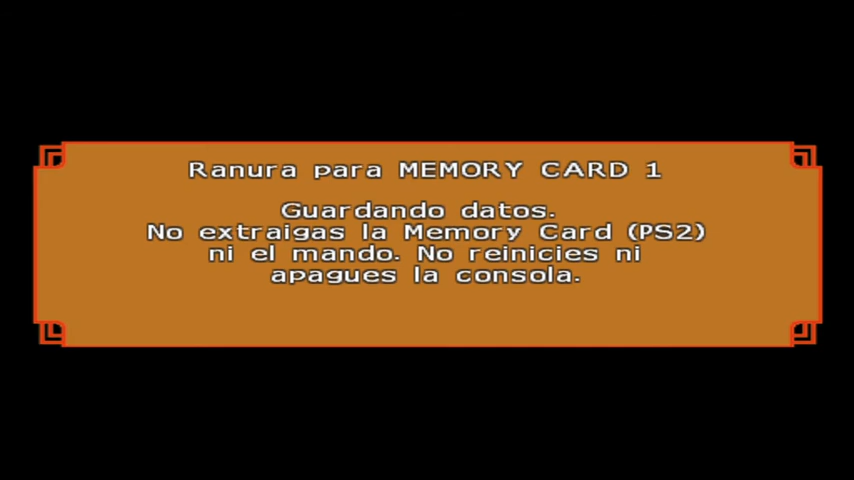 Ranura para MEMORY CARD 1
Guardando datos.
No extraigas la Memory Card (PS2)
ni el mando. No reinicies ni
apagues la consola.